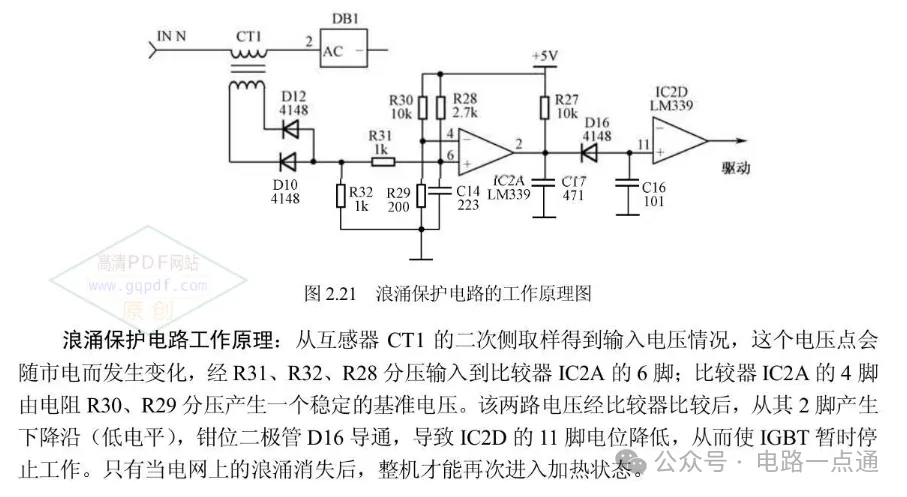 IN N
CT1
DB1
2
AC
-
+5V
D12
4148
R30
10k
R28
2.7k
R27
10k
IC2D
LM339
D16
4148
R31
1k
4
-
2
6
+
11
-
+
驱动
D10
4148
R32
1k
R29
200
C14
223
IC2A
LM339
C17
471
C16
101
高清PDF网站
www.gqpdf.com
原创
图 2.21 浪涌保护电路的工作原理图
浪涌保护电路工作原理：从互感器 CT1 的二次侧取样得到输入电压情况，这个电压点会
随市电而发生变化，经 R31、R32、R28 分压输入到比较器 IC2A 的 6 脚；比较器 IC2A 的 4 脚
由电阻 R30、R29 分压产生一个稳定的基准电压。该两路电压经比较器比较后，从其 2 脚产生
下降沿（低电平），钳位二极管 D16 导通，导致 IC2D 的 11 脚电位降低，从而使 IGBT 暂时停
止工作。只有当电网上的浪涌消失后，整机才能再次进入加热状态。
公众号 · 电路一点通